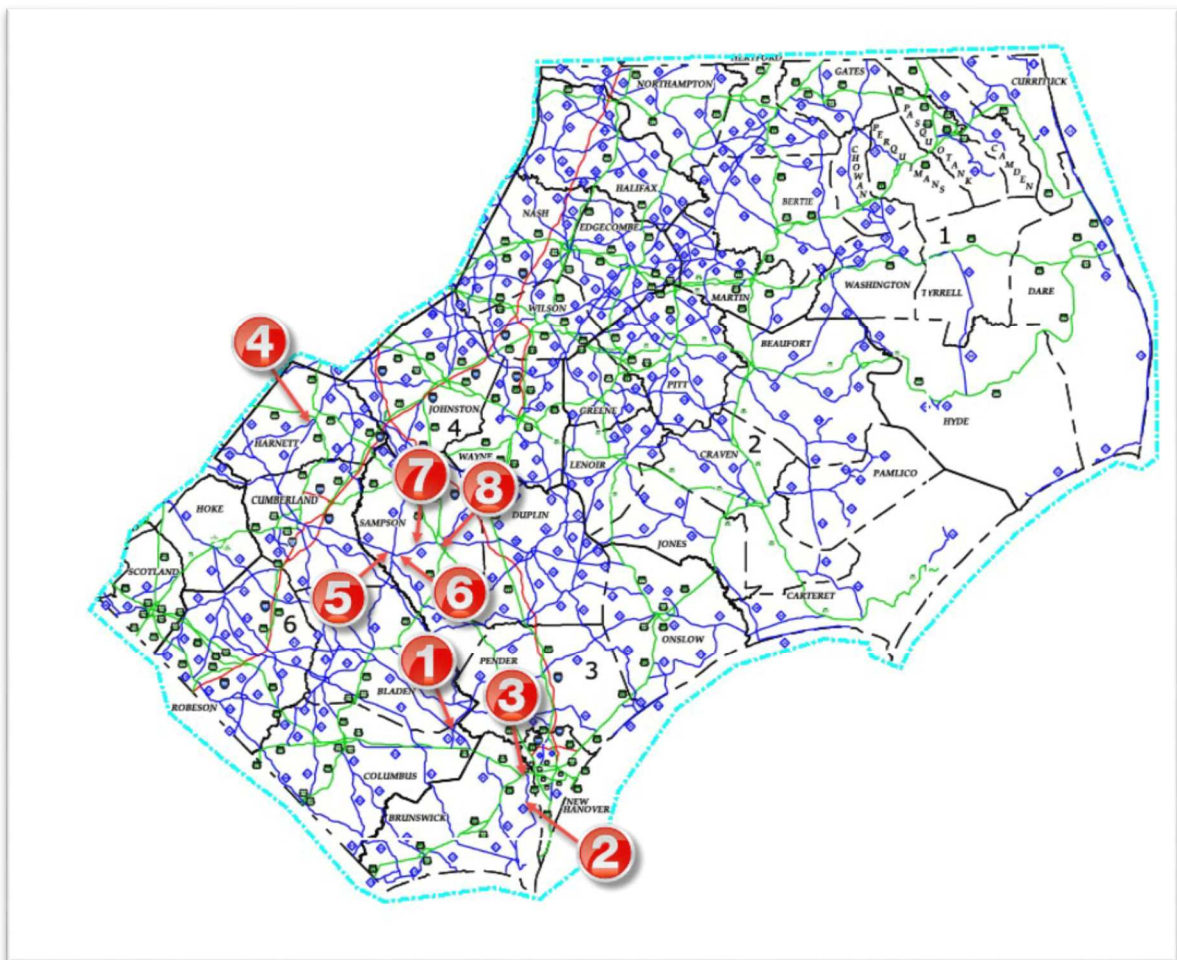 HERTFORD
NORTHAMPTON
GATES
CURRITUCK
PASQUOTANK
PERQUIMANS
CAMDEN
CHOWAN
HALIFAX
BERTIE
NASH
EDGECOMBE
1
WASHINGTON
TYRRELL
DARE
MARTIN
WILSON
BEAUFORT
4
PITT
JOHNSTON
GREENE
HYDE
4
HARNETT
2
WAYNE
CRAVEN
LENOIR
PAMLICO
7
8
CUMBERLAND
HOKE
SAMPSON
DUPLIN
JONES
SCOTLAND
5
6
CARTERET
6
ONSLOW
1
PENDER
3
BLADEN
3
ROBESON
COLUMBUS
NEW
HANOVER
BRUNSWICK
2